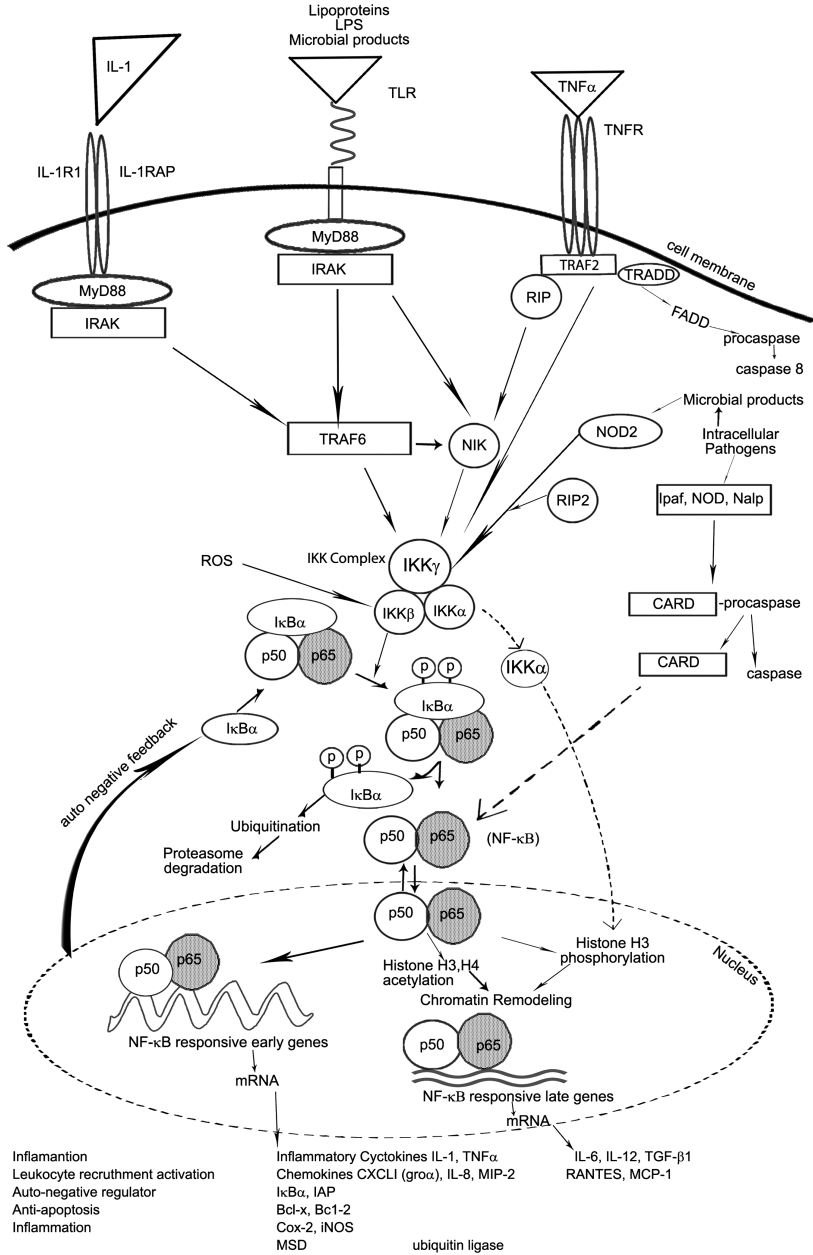 Lipoproteins
LPS
Microbial products
IL-1
TLR
TNFα
TNFR
IL-1R1
IL-1RAP
MyD88
IRAK
cell membrane
MyD88
IRAK
TRAF2
TRADD
RIP
FADD
procaspase
caspase 8
TRAF6
NIK
NOD2
Microbial products
Intracellular
Pathogens
RIP2
Ipaf, NOD, Nalp
ROS
IKK Complex
IKKγ
IKKβ
IKKα
CARD
-procaspase
CARD
caspase
IκBα
p50
p65
IKKα
p
p
IκBα
p50
p65
IκBα
auto negative feedback
p
p
IκBα
Ubiquitination
Proteasome
degradation
p50
p65
(NF-κB)
p50
p65
Histone H3
phosphorylation
Nucleus
Histone H3,H4
acetylation
Chromatin Remodeling
p50
p65
NF-κB responsive early genes
mRNA
p50
p65
NF-κB responsive late genes
mRNA
Inflamantion
Inflammatory Cyctokines IL-1, TNFα
IL-6, IL-12, TGF-β1
Leukocyte recruthment activation
Chemokines CXCLI (groα), IL-8, MIP-2
RANTES, MCP-1
Auto-negative regulator
IκBα, IAP
Anti-apoptosis
Bcl-x, Bc1-2
Inflammation
Cox-2, iNOS
MSD
ubiquitin ligase